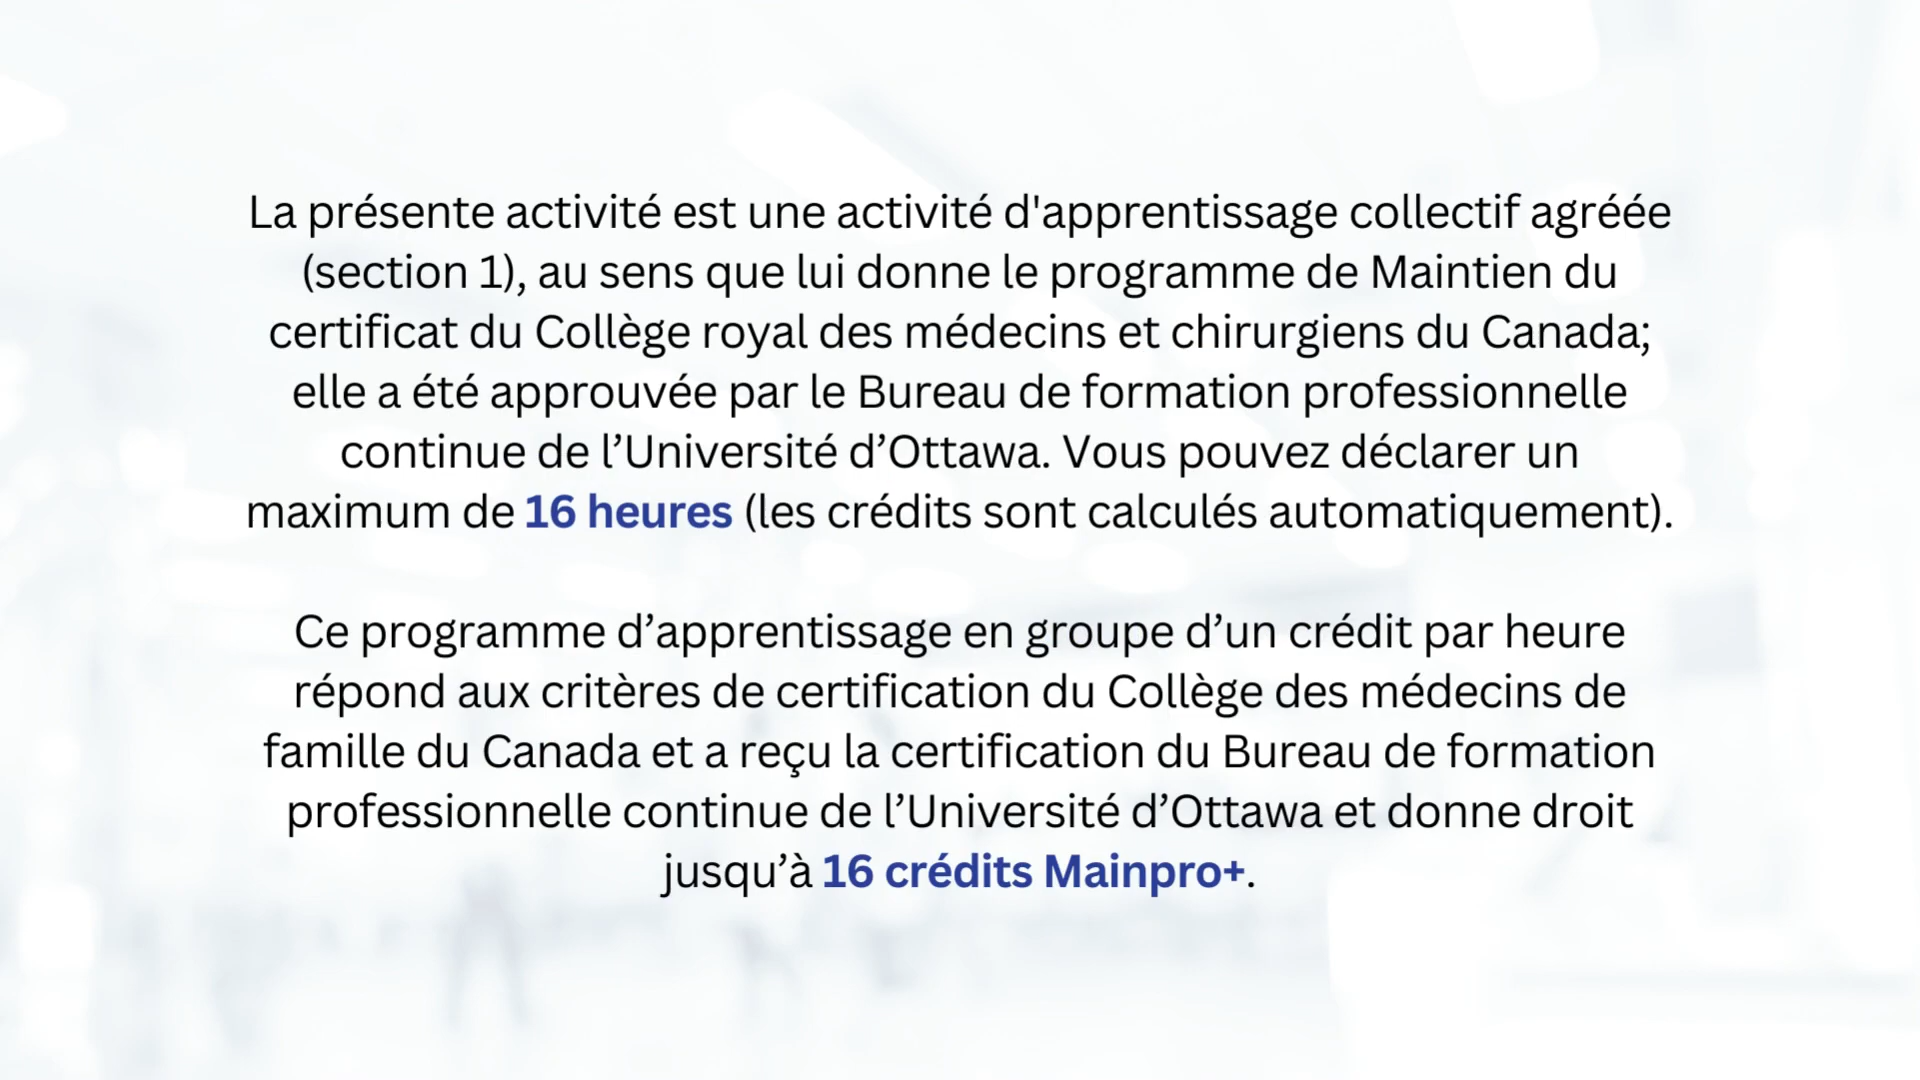 La présente activité est une activité d'apprentissage collectif agréée
(section 1), au sens que lui donne le programme de Maintien du
certificat du Collège royal des médecins et chirurgiens du Canada;
elle a été approuvée par le Bureau de formation professionnelle
continue de l’Université d’Ottawa. Vous pouvez déclarer un
maximum de 16 heures (les crédits sont calculés automatiquement).
Ce programme d’apprentissage en groupe d’un crédit par heure
répond aux critères de certification du Collège des médecins de
famille du Canada et a reçu la certification du Bureau de formation
professionnelle continue de l’Université d’Ottawa et donne droit
jusqu’à 16 crédits Mainpro+.